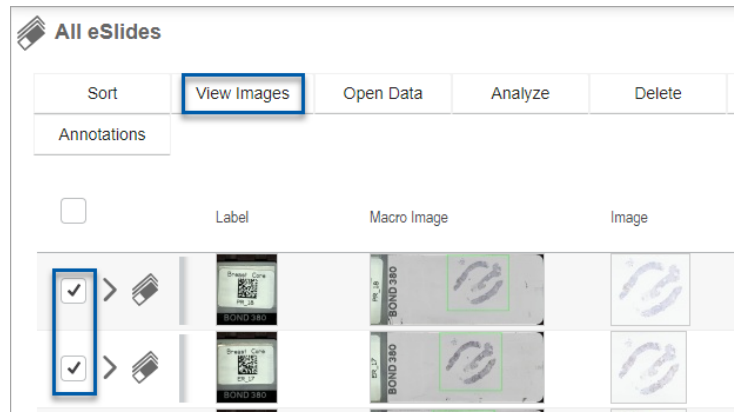 All eSlides
Sort View Images Open Data Analyze Delete
Annotations
Label Macro Image Image
Breast Core
PR_18
BOND 380
PR_18
BOND 380
Breast Core
ER_17
BOND 380
ER_17
BOND 380